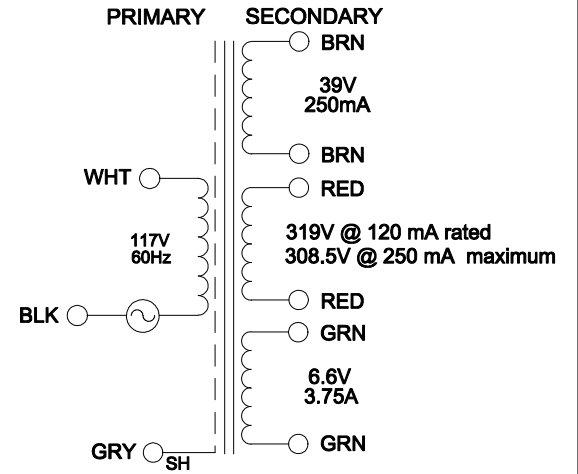 PRIMARY SECONDARY
BRN
39V
250mA
BRN
WHT
RED
117V
60Hz
319V @ 120 mA rated
308.5V @ 250 mA maximum
RED
BLK
GRN
6.6V
3.75A
GRN
GRY
SH